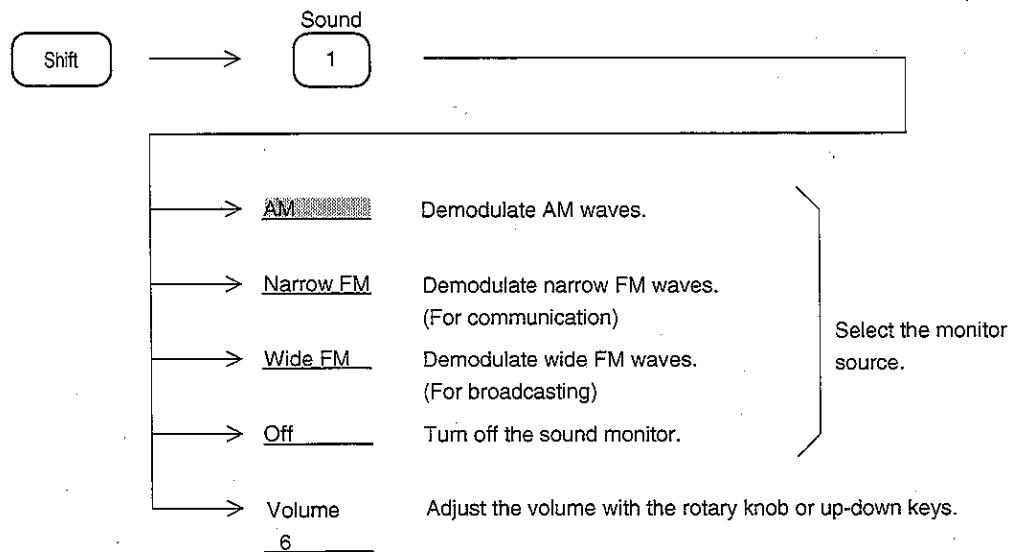 Sound
Shift
1
AM
Demodulate AM waves.
Narrow FM
Demodulate narrow FM waves.
(For communication)
Wide FM
Demodulate wide FM waves.
(For broadcasting)
Off
Turn off the sound monitor.
Select the monitor
source.
Volume
Adjust the volume with the rotary knob or up-down keys.
6